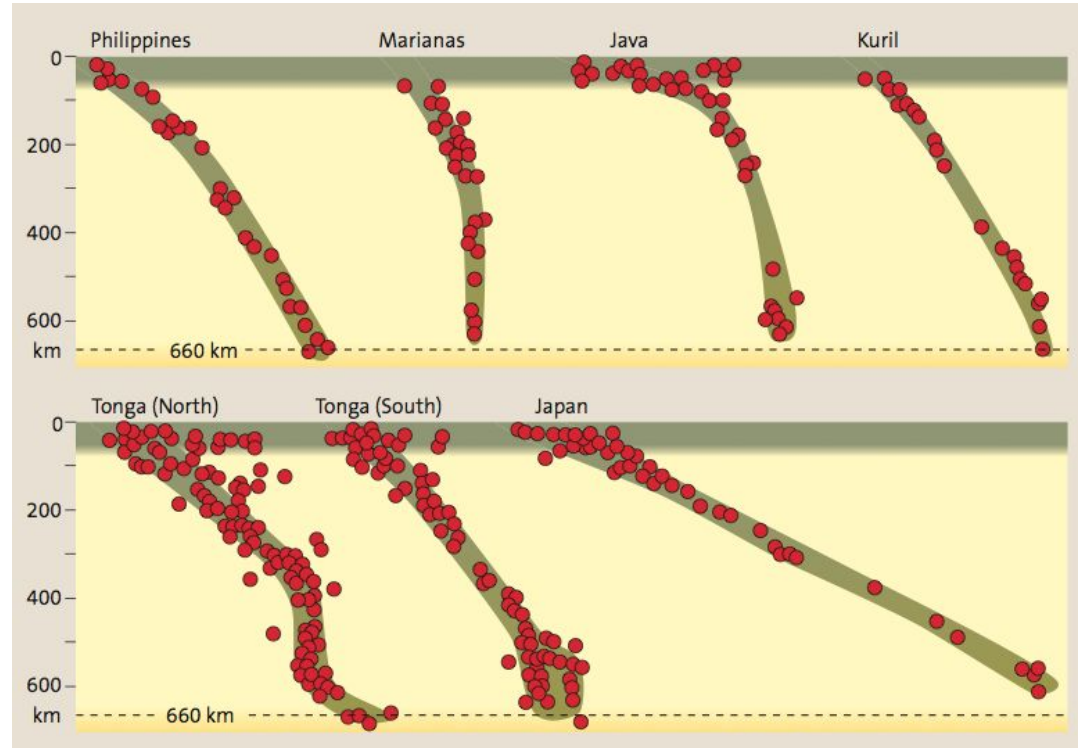 Philippines Marianas Java Kuril
0
200
400
600
km
660 km
Tonga (North) Tonga (South) Japan
0
200
400
600
km
660 km